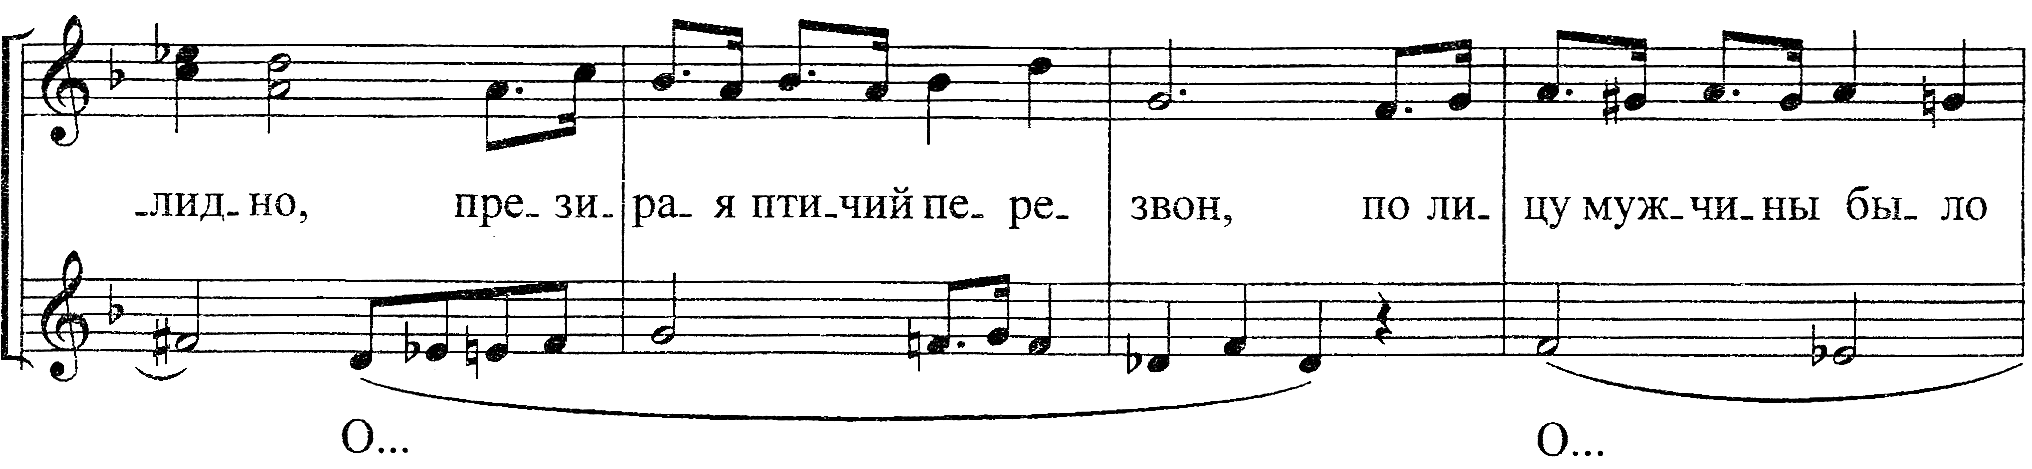 -лид- но, пре- зи- ра- я пти-чий пе- ре- звон, по ли- цу муж-чи-ны бы- ло
О... О...